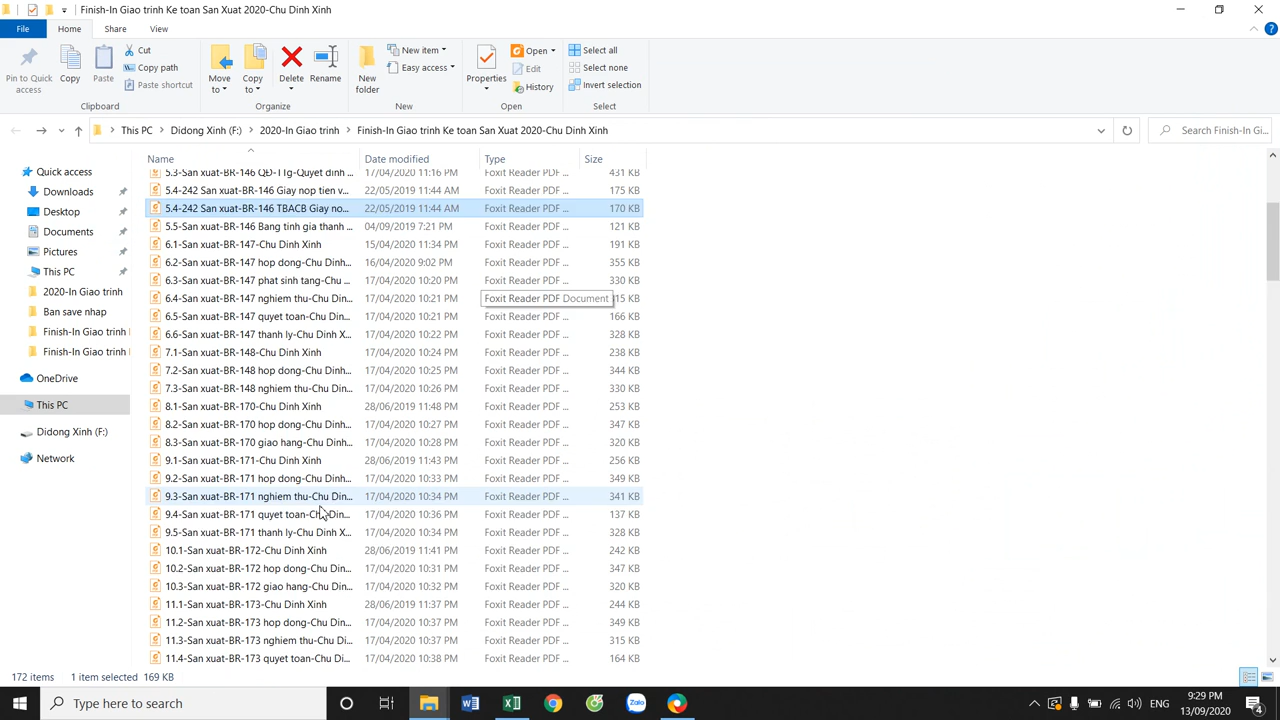 Finish-In Giao trinh Ke toan San Xuat 2020-Chu Dinh Xinh
File Home Share View
Pin to Quick access
Copy
Paste
Cut
Copy path
Paste shortcut
Move to
Copy to
Delete
Rename
New folder
New item
Easy access
Properties
Open
Edit
History
Select all
Select none
Invert selection
Clipboard Organize New Open Select
This PC Didong Xinh (F:) 2020-In Giao trinh Finish-In Giao trinh Ke toan San Xuat 2020-Chu Dinh Xinh
Search Finish-In Gi...
Name Date modified Type Size
Quick access
Downloads
Desktop
Documents
Pictures
This PC
2020-In Giao trinh
Ban save nhap
Finish-In Giao trinh
Finish-In Giao trinh
OneDrive
This PC
Didong Xinh (F:)
Network
5.3-San xuat-BR-146 QD-TTg-Quyet dinh ... 17/04/2020 11:16 PM Foxit Reader PDF ... 431 KB
5.4-242 San xuat-BR-146 Giay nop tien v... 22/05/2019 11:44 AM Foxit Reader PDF ... 175 KB
5.4-242 San xuat-BR-146 TBACB Giay no... 22/05/2019 11:44 AM Foxit Reader PDF ... 170 KB
5.5-San xuat-BR-146 Bang tinh gia thanh ... 04/09/2019 7:21 PM Foxit Reader PDF ... 121 KB
6.1-San xuat-BR-147-Chu Dinh Xinh 15/04/2020 11:34 PM Foxit Reader PDF ... 191 KB
6.2-San xuat-BR-147 hop dong-Chu Dinh... 16/04/2020 9:02 PM Foxit Reader PDF ... 355 KB
6.3-San xuat-BR-147 phat sinh tang-Chu ... 17/04/2020 10:20 PM Foxit Reader PDF ... 330 KB
6.4-San xuat-BR-147 nghiem thu-Chu Din... 17/04/2020 10:21 PM Foxit Reader PDF Document 315 KB
6.5-San xuat-BR-147 quyet toan-Chu Din... 17/04/2020 10:21 PM Foxit Reader PDF ... 166 KB
6.6-San xuat-BR-147 thanh ly-Chu Dinh X... 17/04/2020 10:22 PM Foxit Reader PDF ... 328 KB
7.1-San xuat-BR-148-Chu Dinh Xinh 17/04/2020 10:24 PM Foxit Reader PDF ... 238 KB
7.2-San xuat-BR-148 hop dong-Chu Dinh... 17/04/2020 10:25 PM Foxit Reader PDF ... 344 KB
7.3-San xuat-BR-148 nghiem thu-Chu Din... 17/04/2020 10:26 PM Foxit Reader PDF ... 330 KB
8.1-San xuat-BR-170-Chu Dinh Xinh 28/06/2019 11:48 PM Foxit Reader PDF ... 253 KB
8.2-San xuat-BR-170 hop dong-Chu Dinh... 17/04/2020 10:27 PM Foxit Reader PDF ... 347 KB
8.3-San xuat-BR-170 giao hang-Chu Dinh... 17/04/2020 10:28 PM Foxit Reader PDF ... 320 KB
9.1-San xuat-BR-171-Chu Dinh Xinh 28/06/2019 11:43 PM Foxit Reader PDF ... 256 KB
9.2-San xuat-BR-171 hop dong-Chu Dinh... 17/04/2020 10:33 PM Foxit Reader PDF ... 349 KB
9.3-San xuat-BR-171 nghiem thu-Chu Din... 17/04/2020 10:34 PM Foxit Reader PDF ... 341 KB
9.4-San xuat-BR-171 quyet toan-Chu Din... 17/04/2020 10:36 PM Foxit Reader PDF ... 137 KB
9.5-San xuat-BR-171 thanh ly-Chu Dinh X... 17/04/2020 10:34 PM Foxit Reader PDF ... 328 KB
10.1-San xuat-BR-172-Chu Dinh Xinh 28/06/2019 11:41 PM Foxit Reader PDF ... 242 KB
10.2-San xuat-BR-172 hop dong-Chu Din... 17/04/2020 10:31 PM Foxit Reader PDF ... 347 KB
10.3-San xuat-BR-172 giao hang-Chu Din... 17/04/2020 10:32 PM Foxit Reader PDF ... 320 KB
11.1-San xuat-BR-173-Chu Dinh Xinh 28/06/2019 11:37 PM Foxit Reader PDF ... 244 KB
11.2-San xuat-BR-173 hop dong-Chu Din... 17/04/2020 10:37 PM Foxit Reader PDF ... 349 KB
11.3-San xuat-BR-173 nghiem thu-Chu Di... 17/04/2020 10:37 PM Foxit Reader PDF ... 315 KB
11.4-San xuat-BR-173 quyet toan-Chu Di... 17/04/2020 10:38 PM Foxit Reader PDF ... 164 KB
172 items 1 item selected 169 KB
Type here to search
Zalo
ENG
9:29 PM
13/09/2020
4